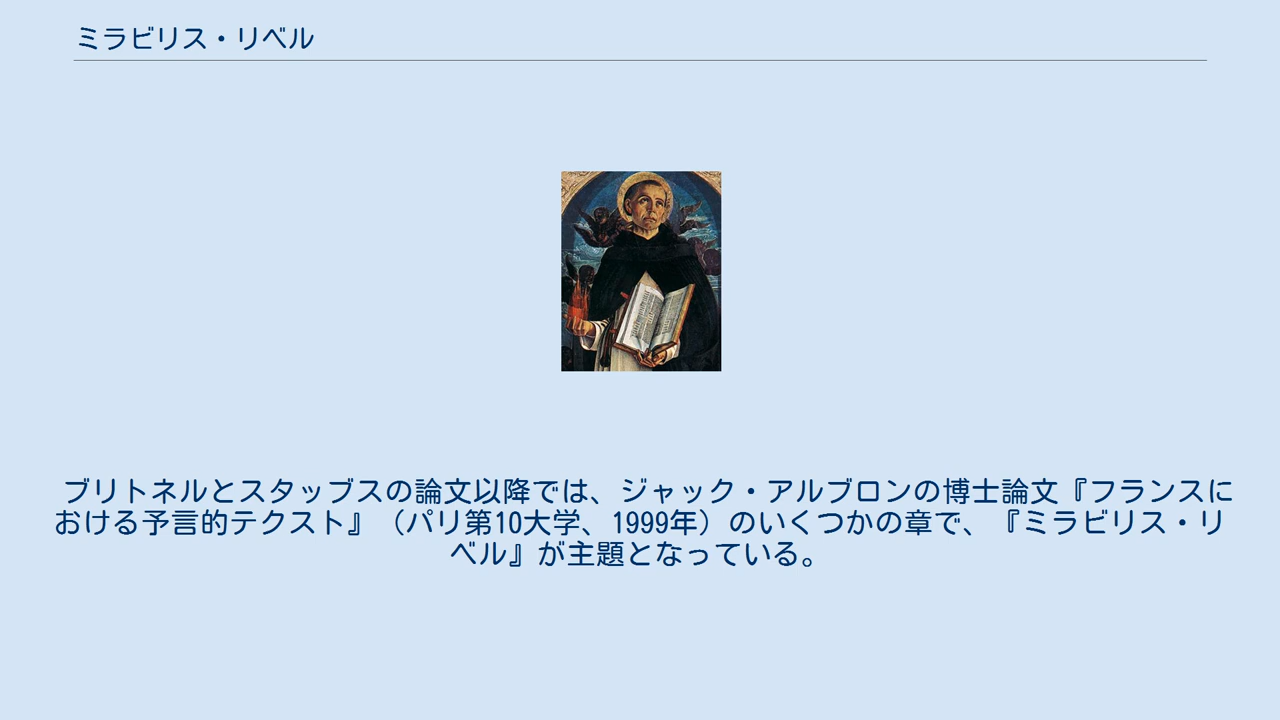 ミラビリス・リベル
ブリトネルとスタッブスの論文以降では、ジャック・アルブロンの博士論文『フランスに
おける予言的テクスト』（パリ第10大学、1999年）のいくつかの章で、『ミラビリス・リ
ベル』が主題となっている。